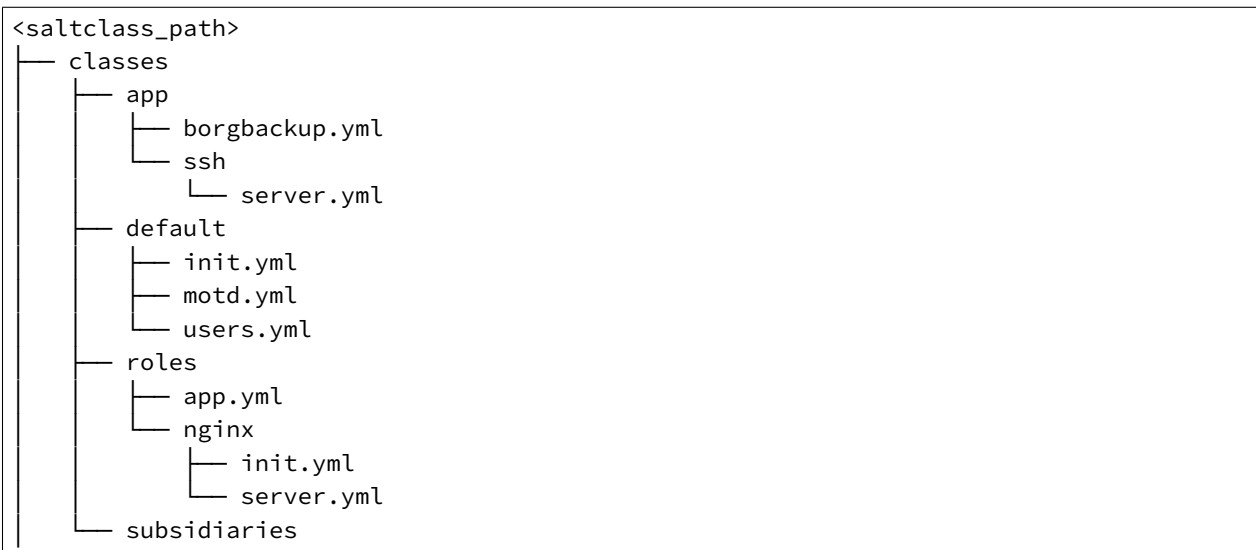 <saltclass_path>
├── classes
│   ├── app
│   │   ├── borgbackup.yml
│   │   └── ssh
│   │       └── server.yml
│   ├── default
│   │   ├── init.yml
│   │   ├── motd.yml
│   │   └── users.yml
│   ├── roles
│   │   ├── app.yml
│   │   └── nginx
│   │       ├── init.yml
│   │       └── server.yml
│   └── subsidiaries